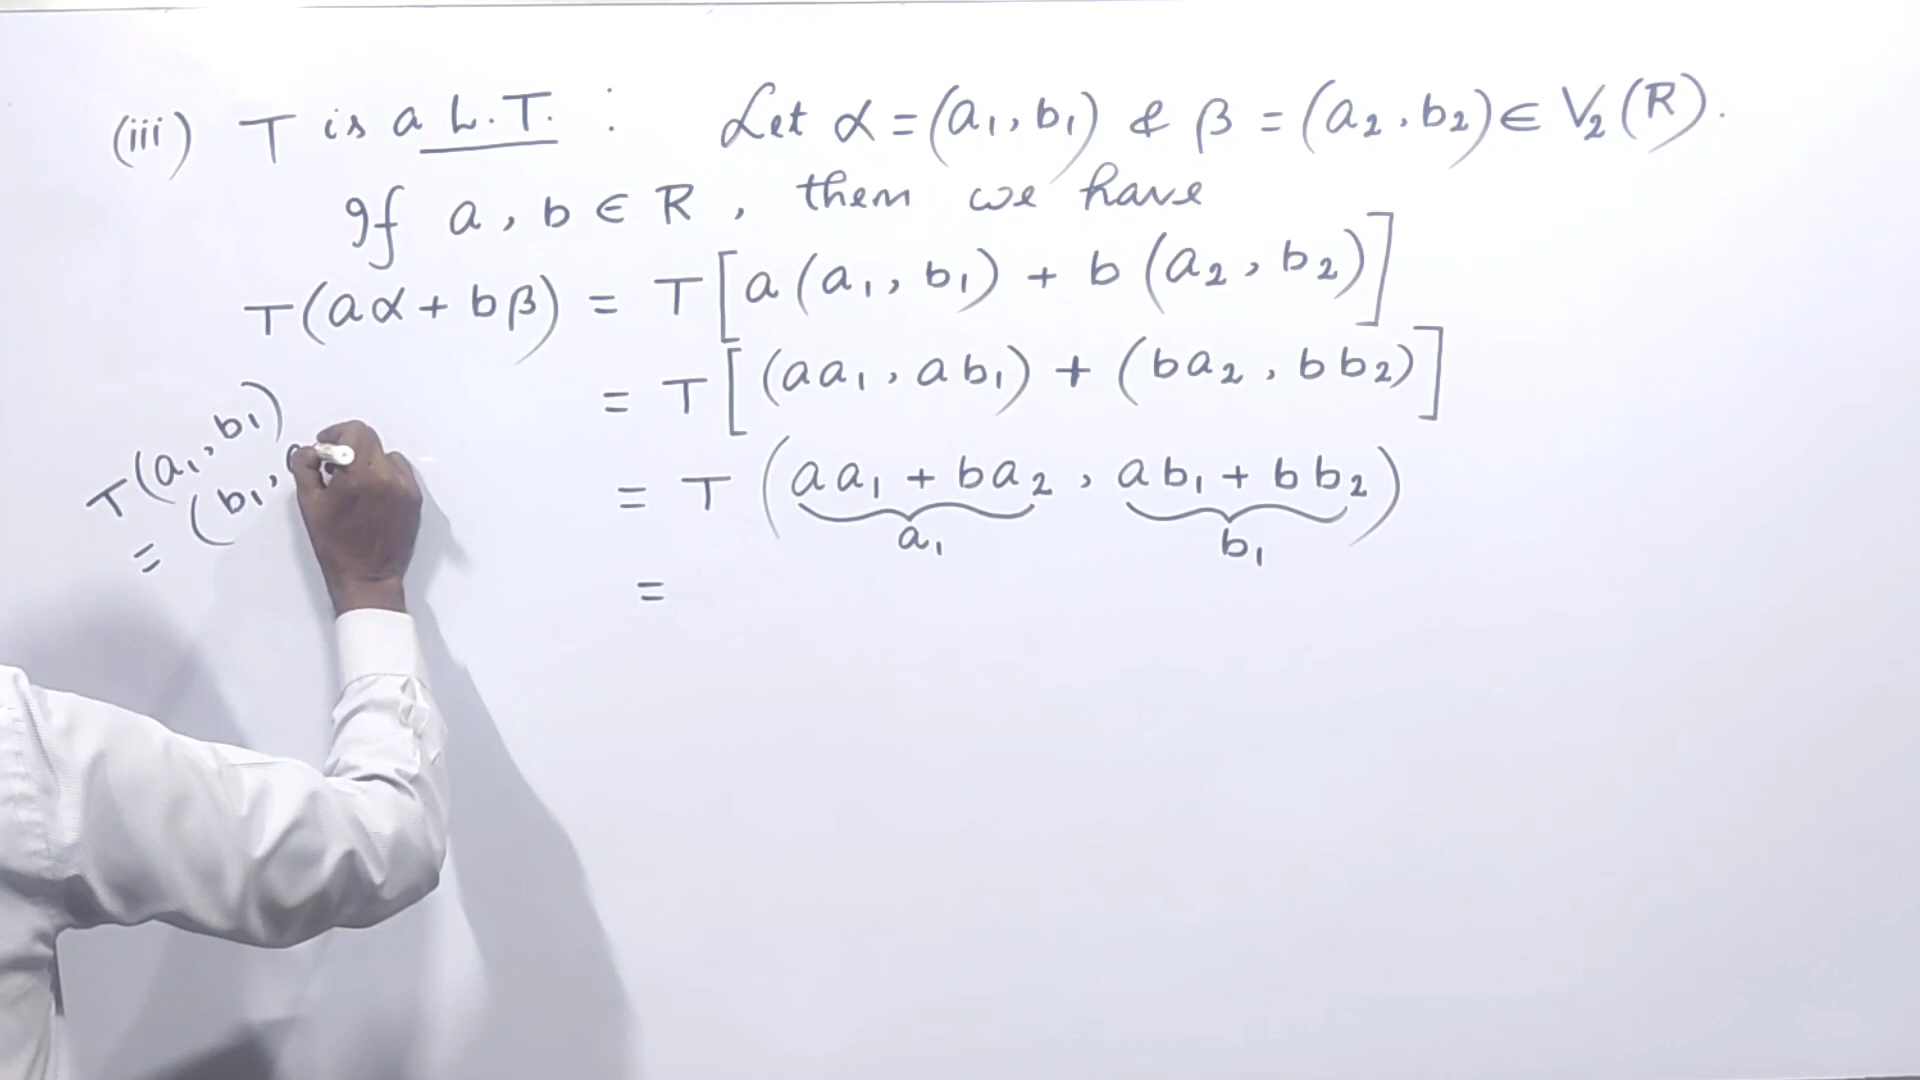 (iii) T is a L.T. : Let α = (a₁, b₁) & β = (a₂, b₂) ∈ V₂(R).
If a, b ∈ R, then we have
T(aα + bβ) = T[a(a₁, b₁) + b(a₂, b₂)]
= T[(aa₁, ab₁) + (ba₂, bb₂)]
= T(aa₁ + ba₂, ab₁ + bb₂)
a₁ b₁
=
T(a₁, b₁)
= (b₁,